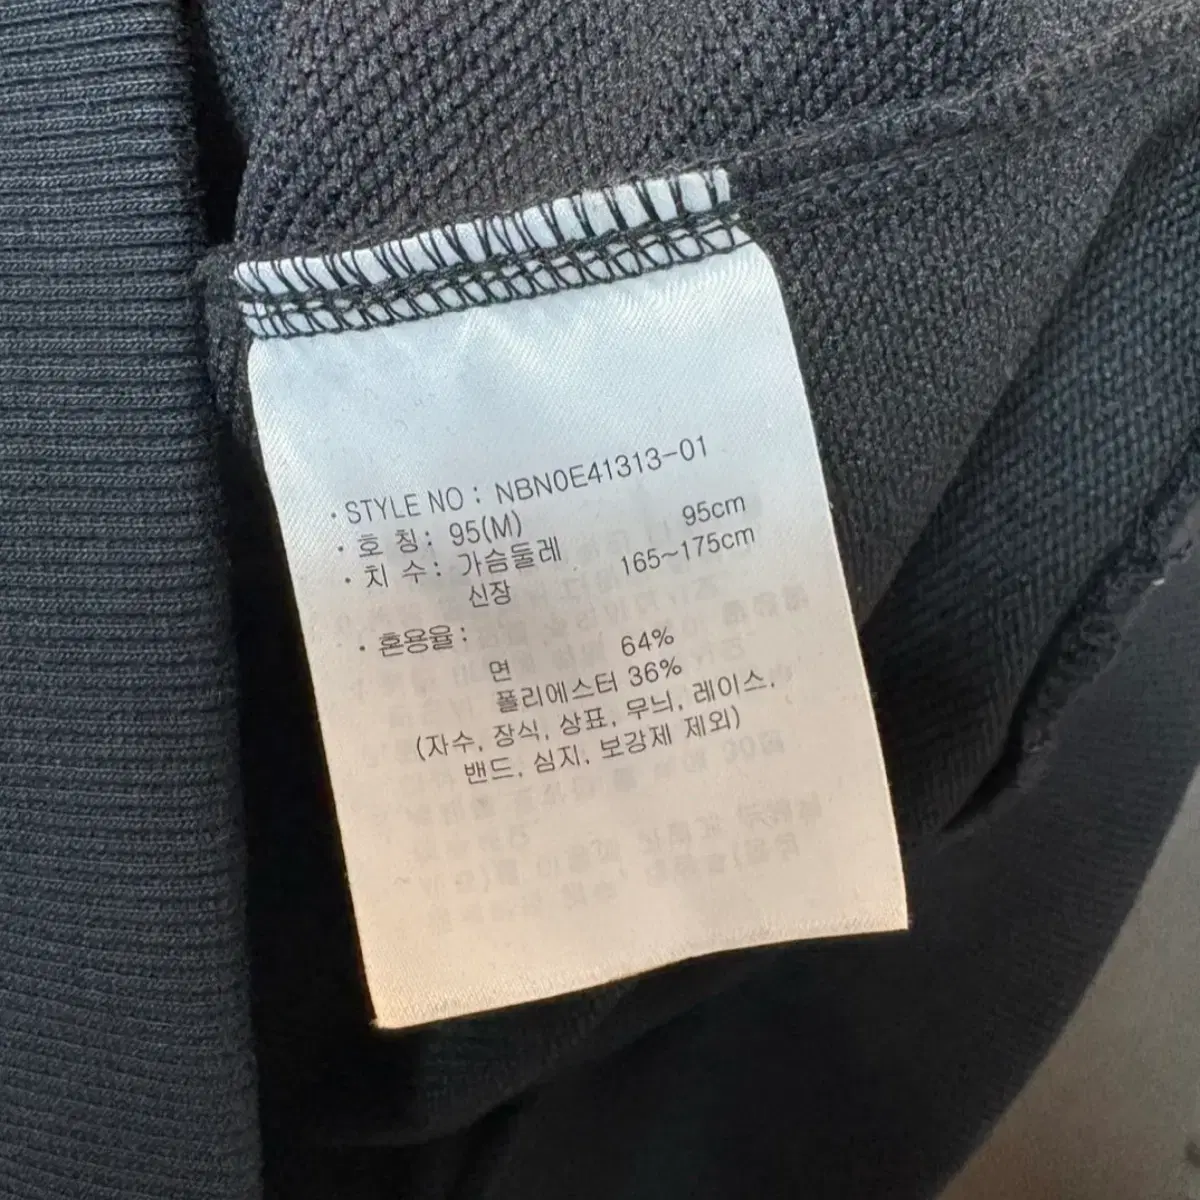 · STYLE NO : NBN0E41313-01
· 호 칭 : 95(M)
· 치 수 : 가슴둘레 95cm
신장 165~175cm
· 혼용율 :
면 64%
폴리에스터 36%
(자수, 장식, 상표, 무늬, 레이스,
밴드, 심지, 보강제 제외)